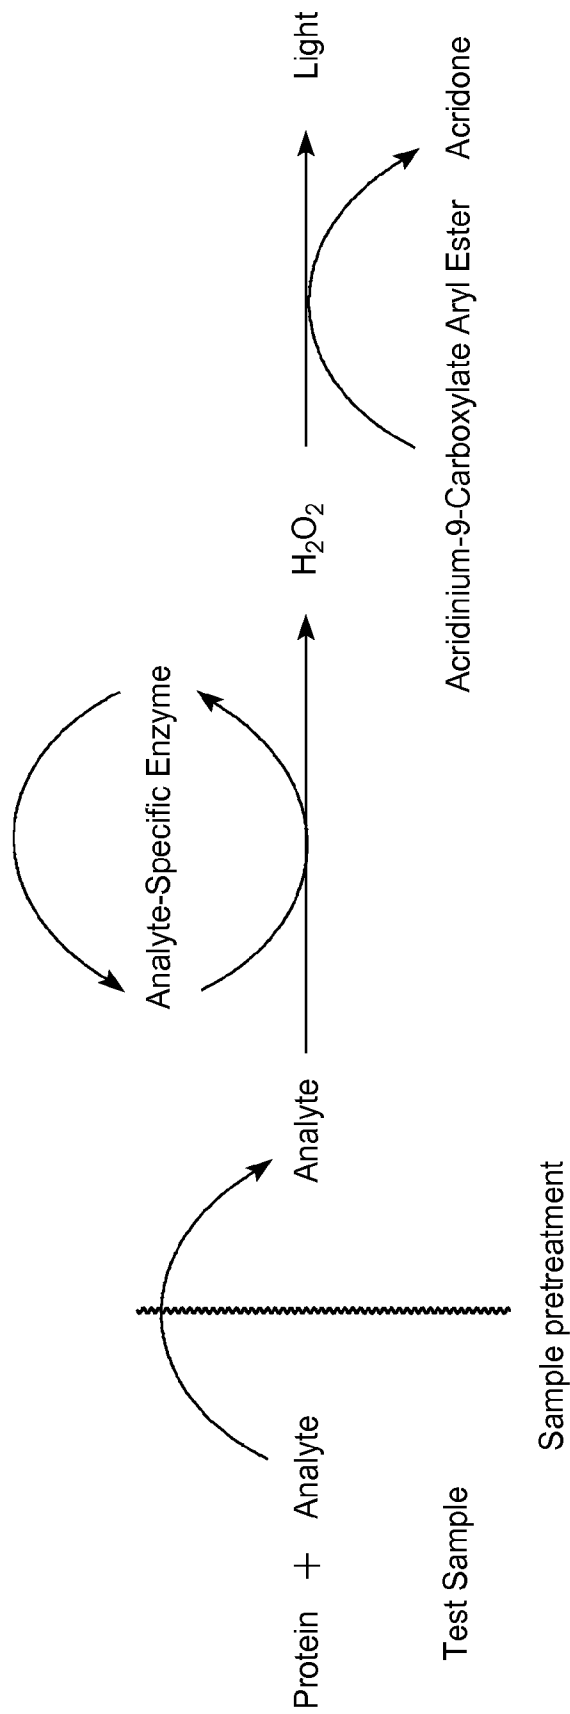 Analyte-Specific Enzyme
Protein + Analyte
Analyte
H₂O₂
Light
Test Sample
Acridinium-9-Carboxylate Aryl Ester
Acridone
Sample pretreatment